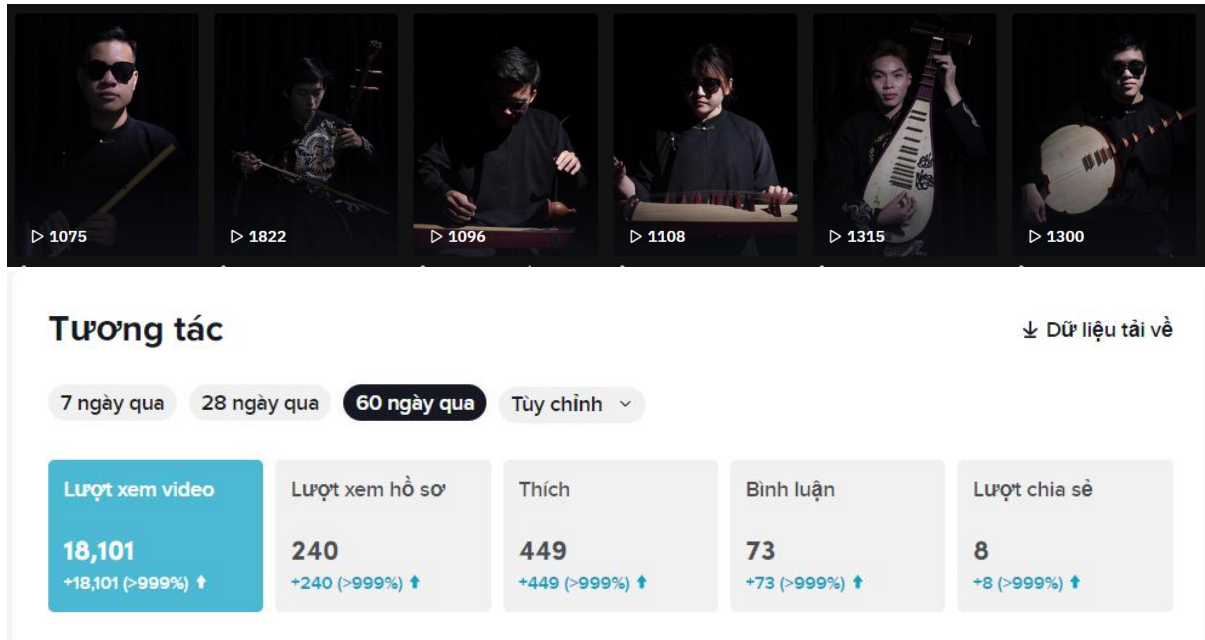 1075
1822
1096
1108
1315
1300
Tương tác
Dữ liệu tải về
7 ngày qua
28 ngày qua
60 ngày qua
Tùy chỉnh
Lượt xem video
18,101
+18,101 (>999%)
Lượt xem hồ sơ
240
+240 (>999%)
Thích
449
+449 (>999%)
Bình luận
73
+73 (>999%)
Lượt chia sẻ
8
+8 (>999%)